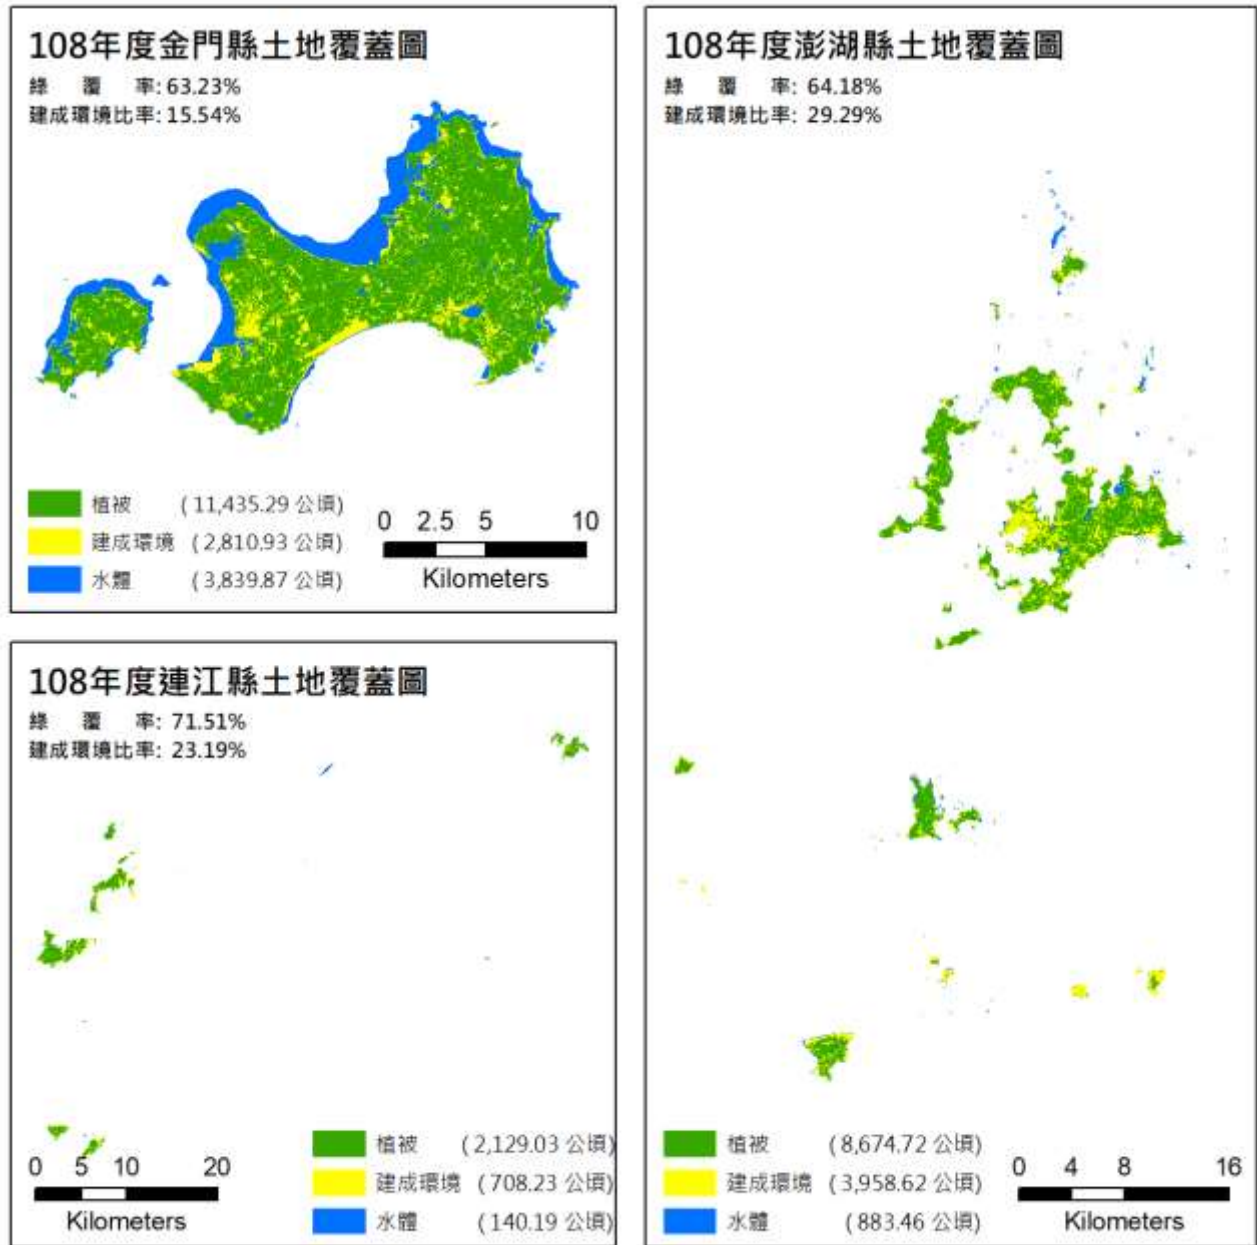 108年度金門縣土地覆蓋圖
綠 覆 率: 63.23%
建成環境比率: 15.54%
植被 (11,435.29 公頃)
建成環境 (2,810.93 公頃)
水體 (3,839.87 公頃)
0 2.5 5 10
Kilometers
108年度連江縣土地覆蓋圖
綠 覆 率: 71.51%
建成環境比率: 23.19%
植被 (2,129.03 公頃)
建成環境 (708.23 公頃)
水體 (140.19 公頃)
0 5 10 20
Kilometers
108年度澎湖縣土地覆蓋圖
綠 覆 率: 64.18%
建成環境比率: 29.29%
植被 (8,674.72 公頃)
建成環境 (3,958.62 公頃)
水體 (883.46 公頃)
0 4 8 16
Kilometers